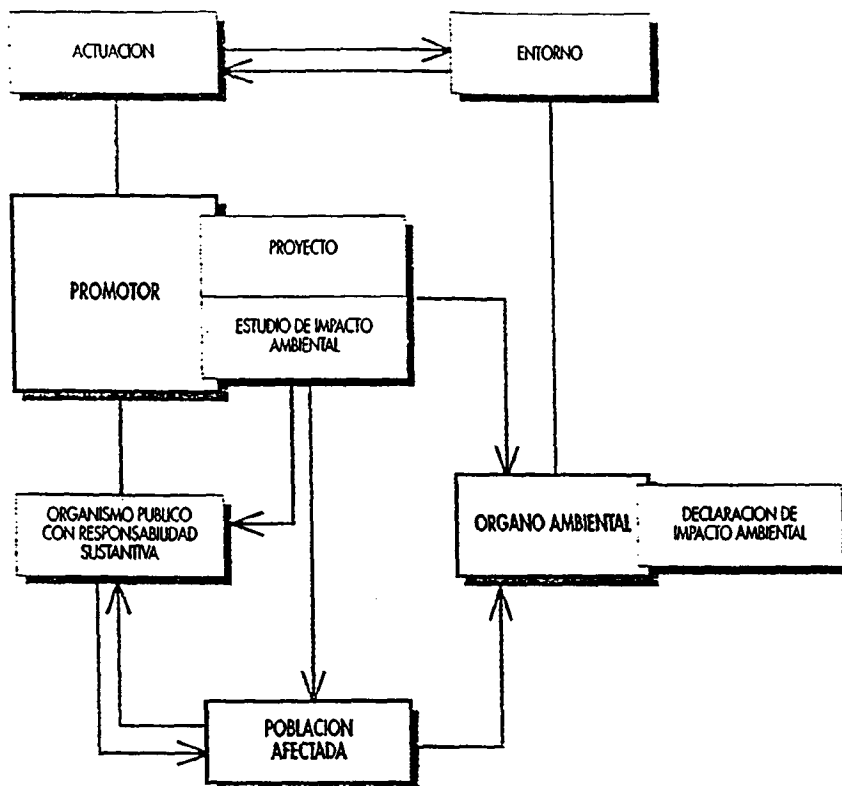 ACTUACION
ENTORNO
PROMOTOR
PROYECTO
ESTUDIO DE IMPACTO
AMBIENTAL
ORGANISMO PUBLICO
CON RESPONSABILIDAD
SUSTANTIVA
ORGANO AMBIENTAL
DECLARACION DE
IMPACTO AMBIENTAL
POBLACION
AFECTADA